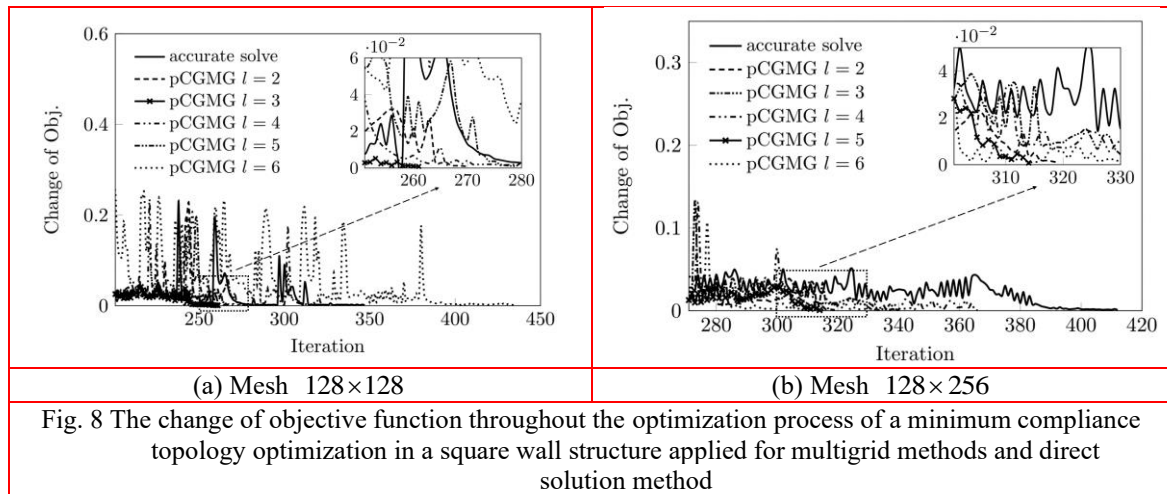 0.6
0.4
0.2
0
Change of Obj.
accurate solve
pCGMG l = 2
pCGMG l = 3
pCGMG l = 4
pCGMG l = 5
pCGMG l = 6
·10⁻²
6
4
2
0
260 270 280
250 300 350 400 450
Iteration
(a) Mesh 128×128
0.3
0.2
0.1
0
Change of Obj.
accurate solve
pCGMG l = 2
pCGMG l = 3
pCGMG l = 4
pCGMG l = 5
pCGMG l = 6
·10⁻²
4
2
0
310 320 330
280 300 320 340 360 380 400 420
Iteration
(b) Mesh 128×256
Fig. 8 The change of objective function throughout the optimization process of a minimum compliance
topology optimization in a square wall structure applied for multigrid methods and direct
solution method